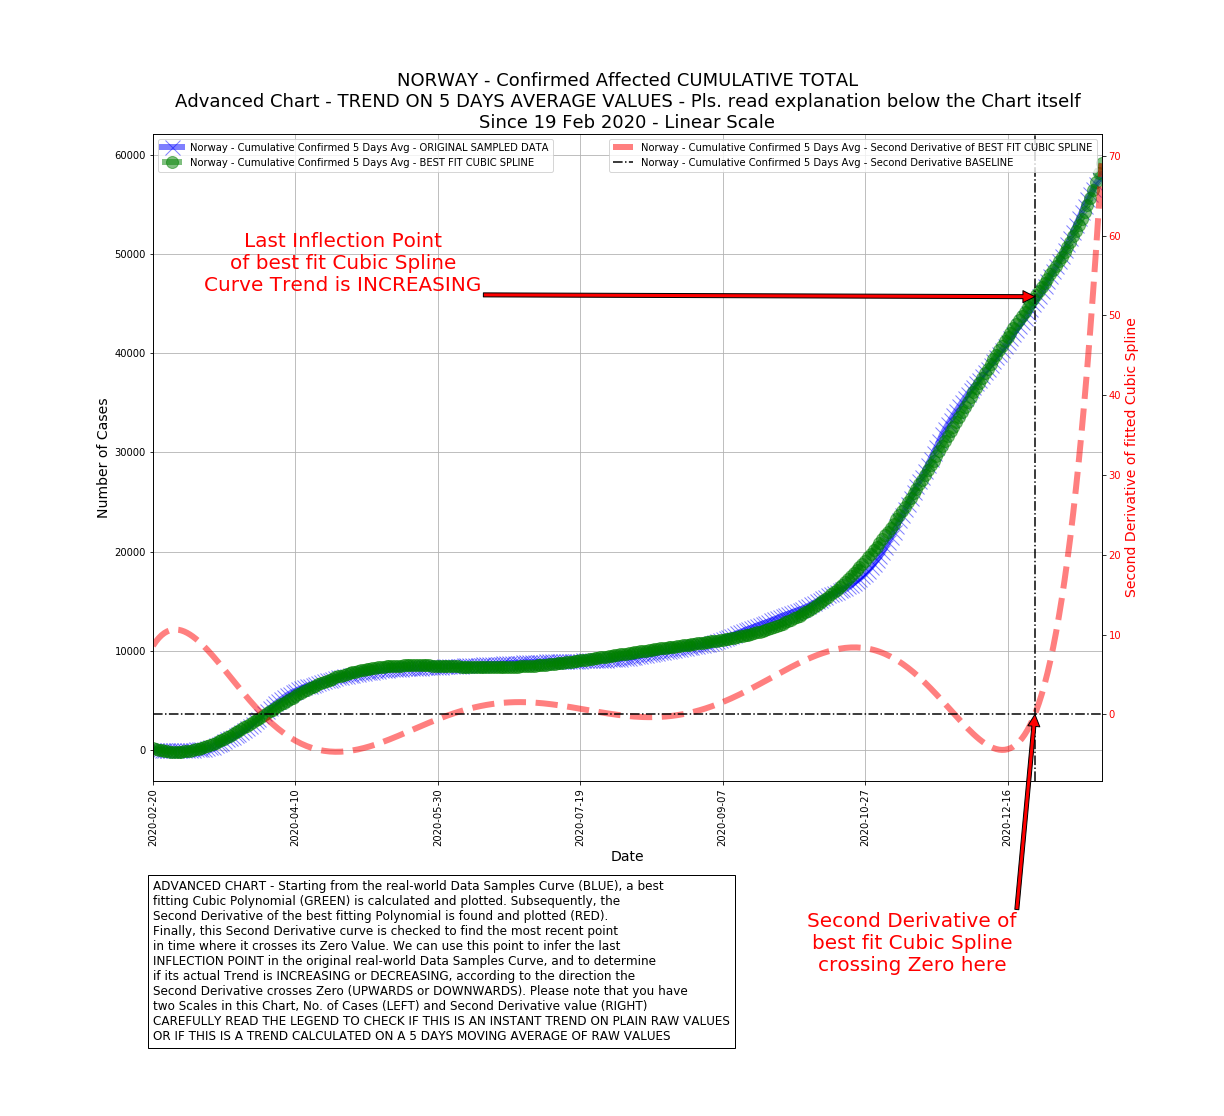 NORWAY - Confirmed Affected CUMULATIVE TOTAL
Advanced Chart - TREND ON 5 DAYS AVERAGE VALUES - Pls. read explanation below the Chart itself
Since 19 Feb 2020 - Linear Scale
Norway - Cumulative Confirmed 5 Days Avg - ORIGINAL SAMPLED DATA
Norway - Cumulative Confirmed 5 Days Avg - BEST FIT CUBIC SPLINE
Norway - Cumulative Confirmed 5 Days Avg - Second Derivative of BEST FIT CUBIC SPLINE
Norway - Cumulative Confirmed 5 Days Avg - Second Derivative BASELINE
Last Inflection Point
of best fit Cubic Spline
Curve Trend is INCREASING
Number of Cases
60000
50000
40000
30000
20000
10000
0
70
60
50
40
30
20
10
0
Second Derivative of fitted Cubic Spline
2020-02-20
2020-04-10
2020-05-30
2020-07-19
2020-09-07
2020-10-27
2020-12-16
Date
ADVANCED CHART - Starting from the real-world Data Samples Curve (BLUE), a best
fitting Cubic Polynomial (GREEN) is calculated and plotted. Subsequently, the
Second Derivative of the best fitting Polynomial is found and plotted (RED).
Finally, this Second Derivative curve is checked to find the most recent point
in time where it crosses its Zero Value. We can use this point to infer the last
INFLECTION POINT in the original real-world Data Samples Curve, and to determine
if its actual Trend is INCREASING or DECREASING, according to the direction the
Second Derivative crosses Zero (UPWARDS or DOWNWARDS). Please note that you have
two Scales in this Chart, No. of Cases (LEFT) and Second Derivative value (RIGHT)
CAREFULLY READ THE LEGEND TO CHECK IF THIS IS AN INSTANT TREND ON PLAIN RAW VALUES
OR IF THIS IS A TREND CALCULATED ON A 5 DAYS MOVING AVERAGE OF RAW VALUES
Second Derivative of
best fit Cubic Spline
crossing Zero here